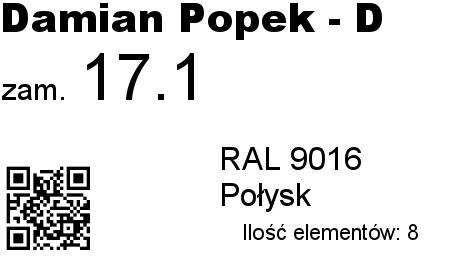 Damian Popek - D
zam. 17.1
RAL 9016
Połysk
Ilość elementów: 8